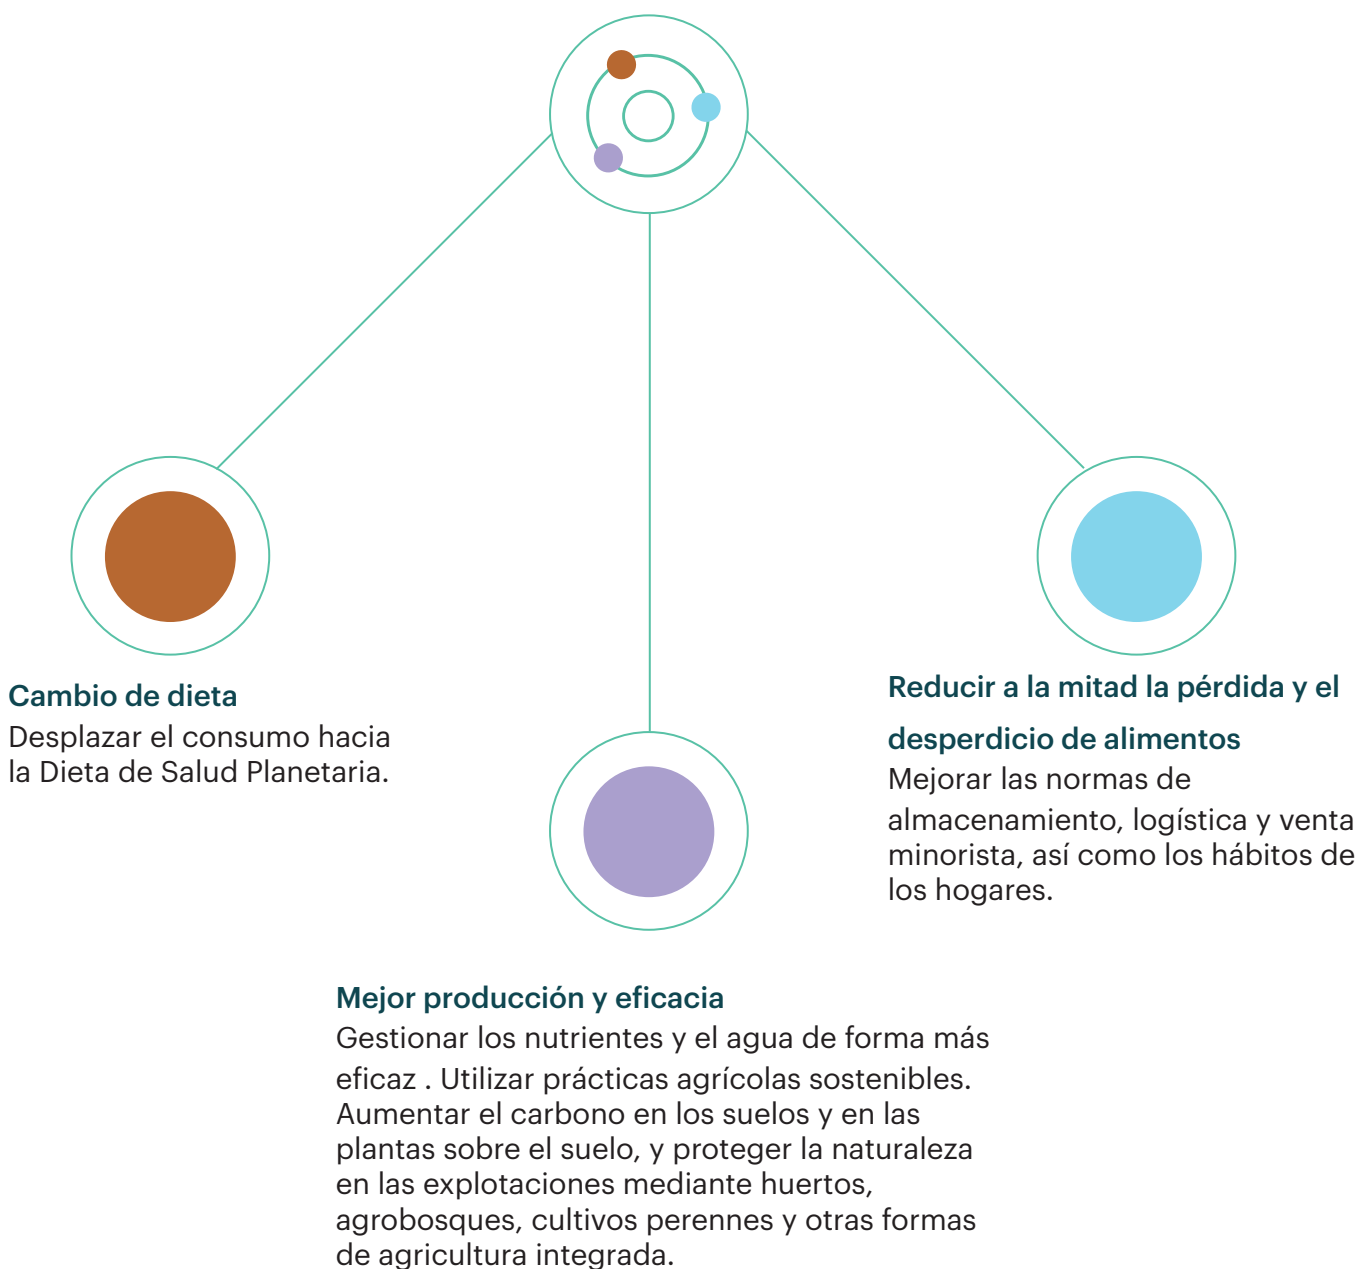 Cambio de dieta
Desplazar el consumo hacia
la Dieta de Salud Planetaria.
Reducir a la mitad la pérdida y el
desperdicio de alimentos
Mejorar las normas de
almacenamiento, logística y venta
minorista, así como los hábitos de
los hogares.
Mejor producción y eficacia
Gestionar los nutrientes y el agua de forma más
eficaz . Utilizar prácticas agrícolas sostenibles.
Aumentar el carbono en los suelos y en las
plantas sobre el suelo, y proteger la naturaleza
en las explotaciones mediante huertos,
agrobosques, cultivos perennes y otras formas
de agricultura integrada.